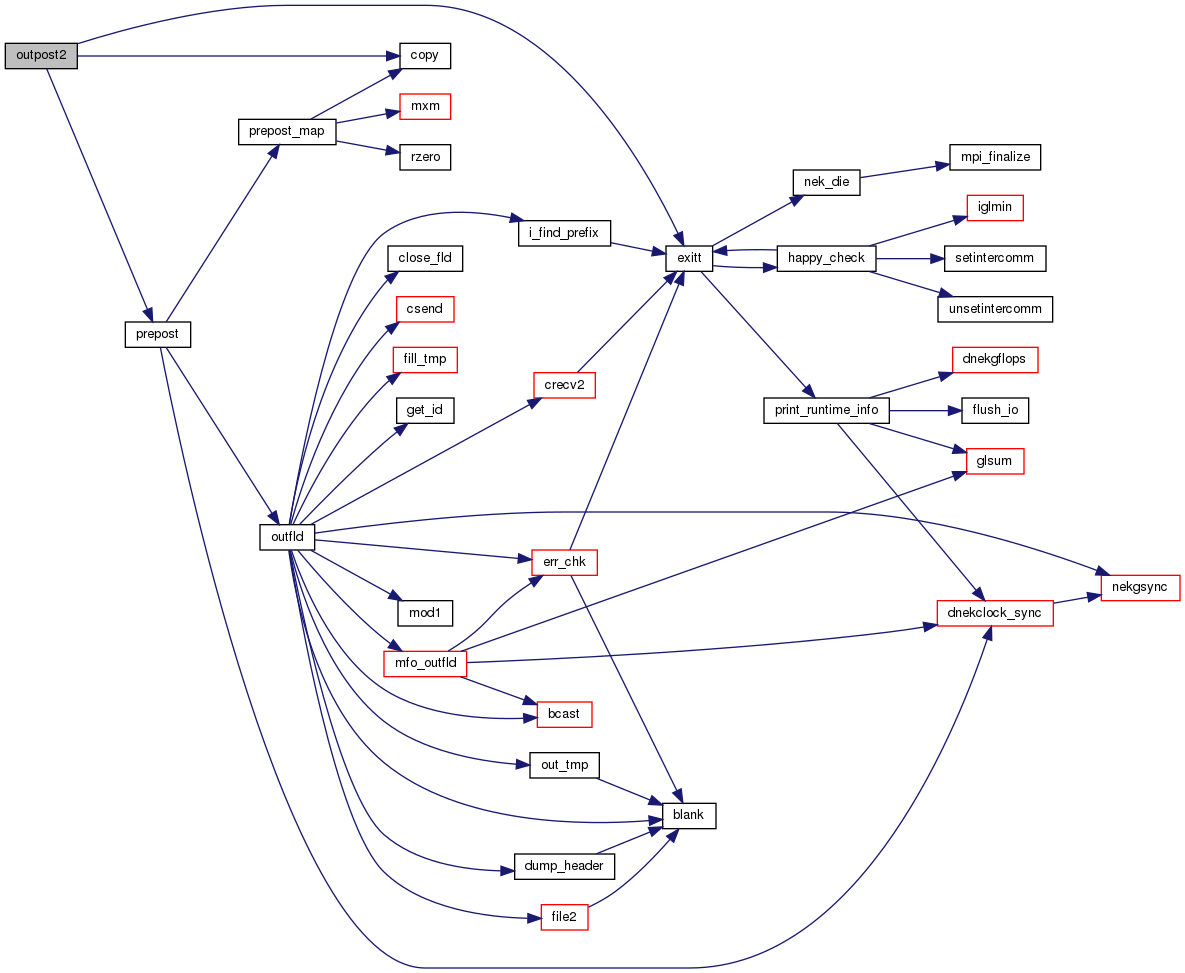 outpost2
copy
mxm
prepost_map
rzero
mpi_finalize
nek_die
iglmin
i_find_prefix
close_fld
exitt
happy_check
setintercomm
csend
unsetintercomm
prepost
fill_tmp
dnekgflops
crecv2
get_id
print_runtime_info
flush_io
glsum
outfld
err_chk
nekgsync
mod1
dnekclock_sync
mfo_outfld
bcast
out_tmp
blank
dump_header
file2